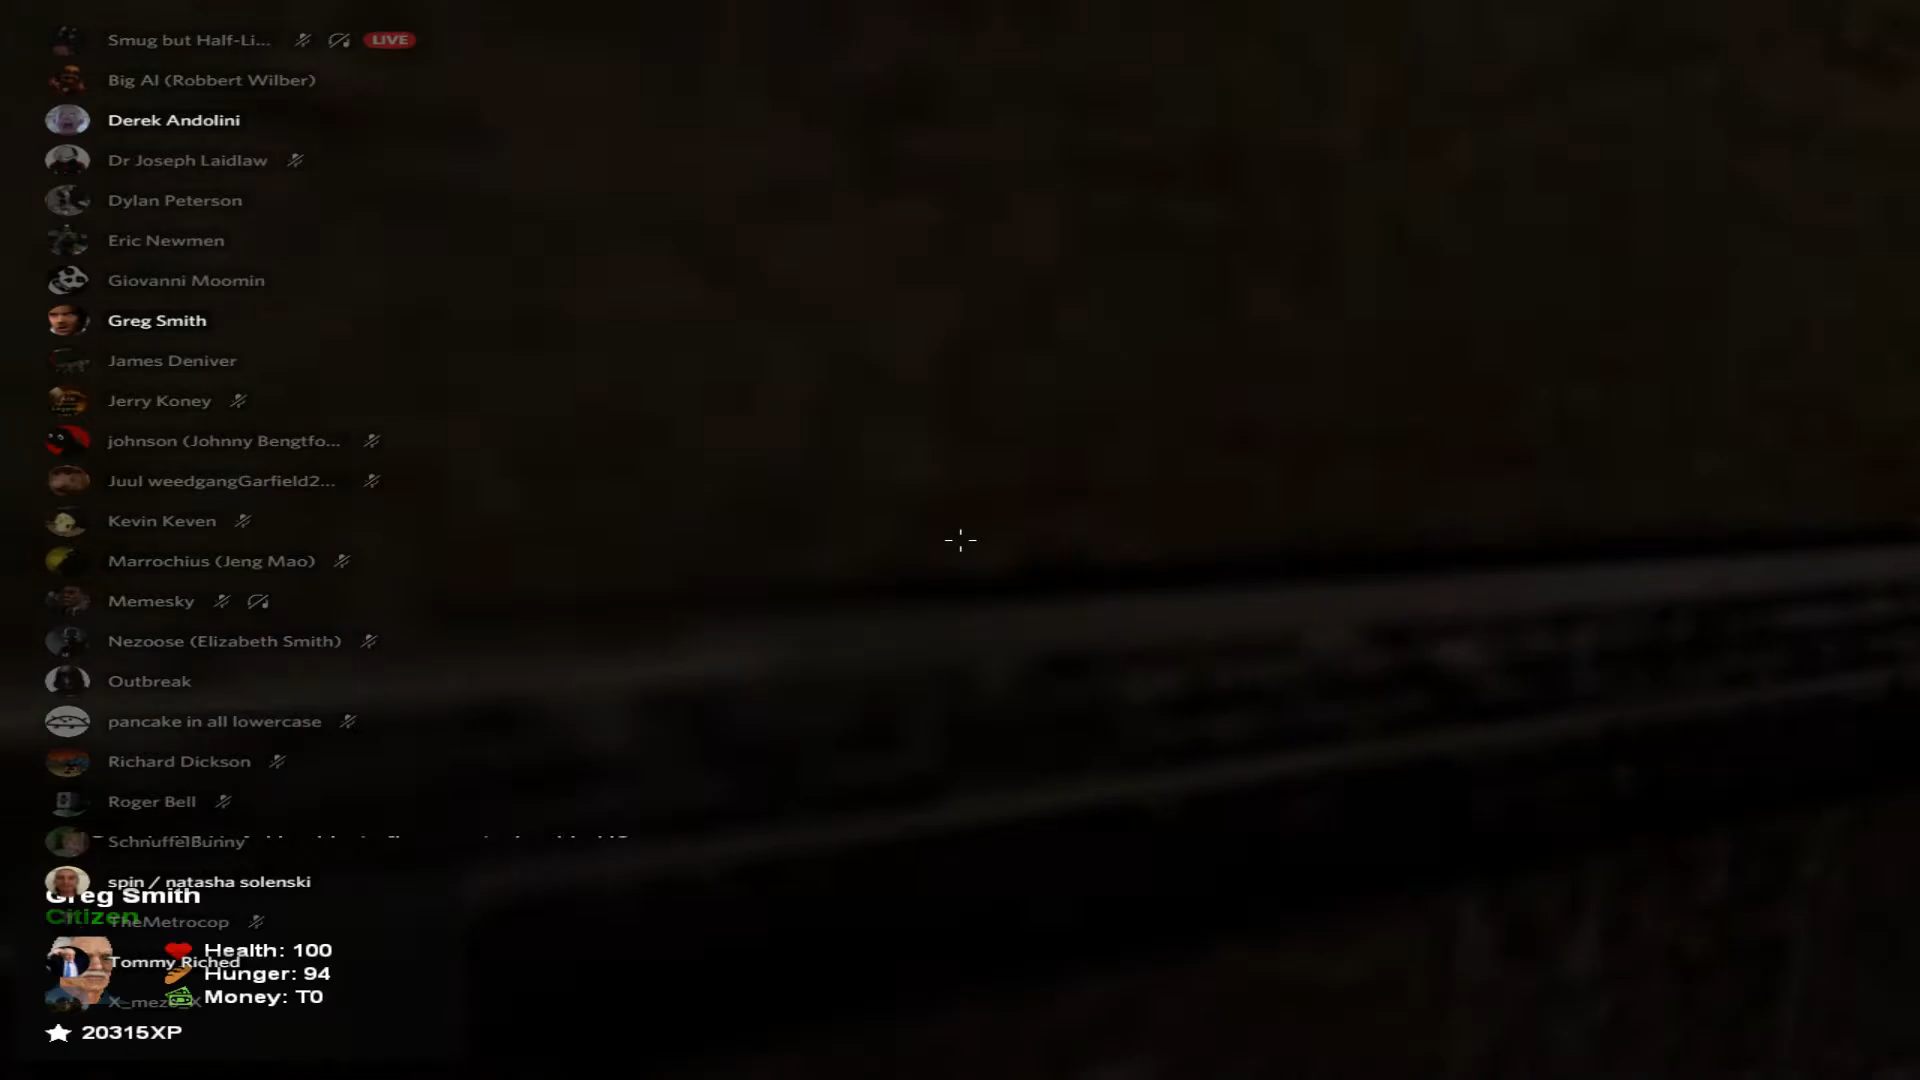 Smug but Half-Li... LIVE
Big Al (Robbert Wilber)
Derek Andolini
Dr Joseph Laidlaw
Dylan Peterson
Eric Newmen
Giovanni Moomin
Greg Smith
James Deniver
Jerry Koney
johnson (Johnny Bengtfo...
Juul weedgangGarfield2...
Kevin Keven
Marrochius (Jeng Mao)
Memesky
Nezoose (Elizabeth Smith)
Outbreak
pancake in all lowercase
Richard Dickson
Roger Bell
SchnuffelBunny
spin / natasha solenski
Greg Smith
Citizen
TheMetrocop
Health: 100
Tommy Riched
Hunger: 94
Money: T0
20315XP